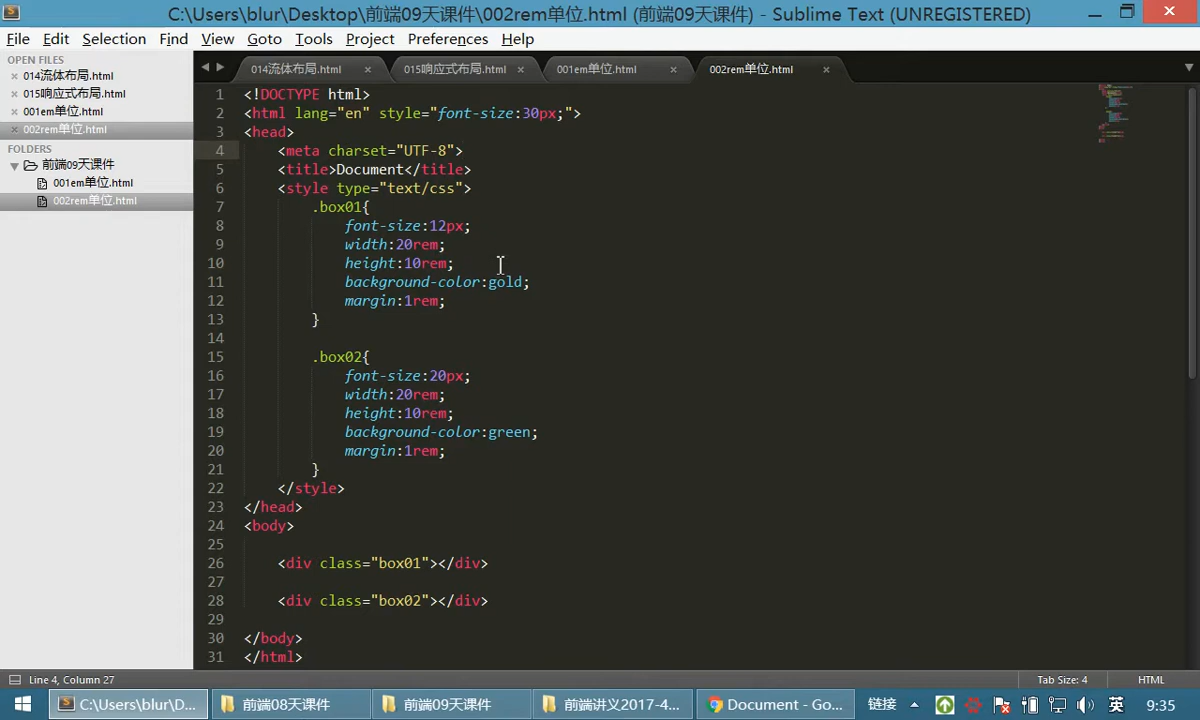 C:\Users\blur\Desktop\前端09天课件\002rem单位.html (前端09天课件) - Sublime Text (UNREGISTERED)
File Edit Selection Find View Goto Tools Project Preferences Help
OPEN FILES
014流体布局.html
015响应式布局.html
001em单位.html
002rem单位.html
FOLDERS
前端09天课件
001em单位.html
002rem单位.html
014流体布局.html 015响应式布局.html 001em单位.html 002rem单位.html
1 <!DOCTYPE html>
2 <html lang="en" style="font-size:30px;">
3 <head>
4 <meta charset="UTF-8">
5 <title>Document</title>
6 <style type="text/css">
7 .box01{
8 font-size:12px;
9 width:20rem;
10 height:10rem;
11 background-color:gold;
12 margin:1rem;
13 }
14
15 .box02{
16 font-size:20px;
17 width:20rem;
18 height:10rem;
19 background-color:green;
20 margin:1rem;
21 }
22 </style>
23 </head>
24 <body>
25
26 <div class="box01"></div>
27
28 <div class="box02"></div>
29
30 </body>
31 </html>
Line 4, Column 27 Tab Size: 4 HTML
C:\Users\blur\D... 前端08天课件 前端09天课件 前端讲义2017-4... Document - Go... 链接 英 9:35